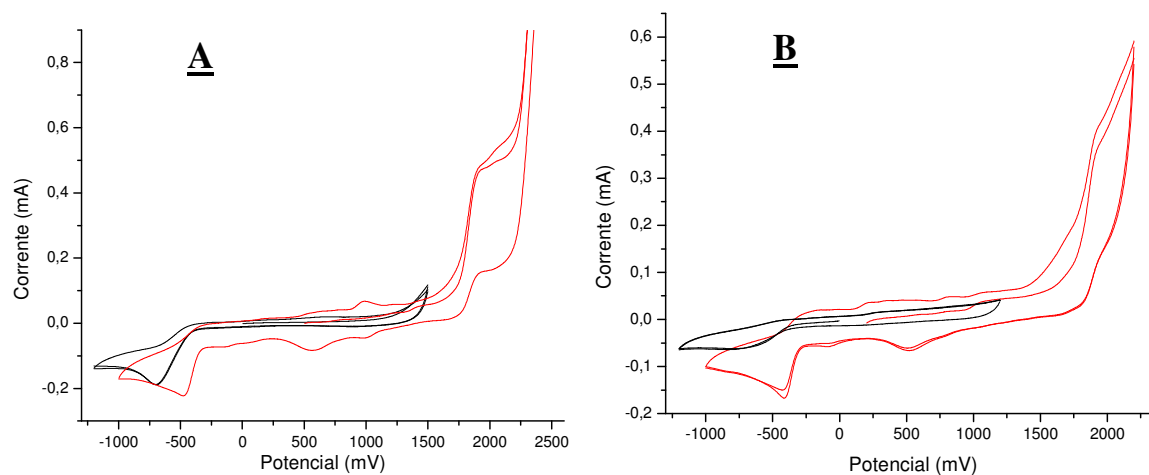 A
0,8
0,6
0,4
0,2
0,0
-0,2
Corrente (mA)
-1000 -500 0 500 1000 1500 2000 2500
Potencial (mV)
B
0,6
0,5
0,4
0,3
0,2
0,1
0,0
-0,1
-0,2
Corrente (mA)
-1000 -500 0 500 1000 1500 2000
Potencial (mV)